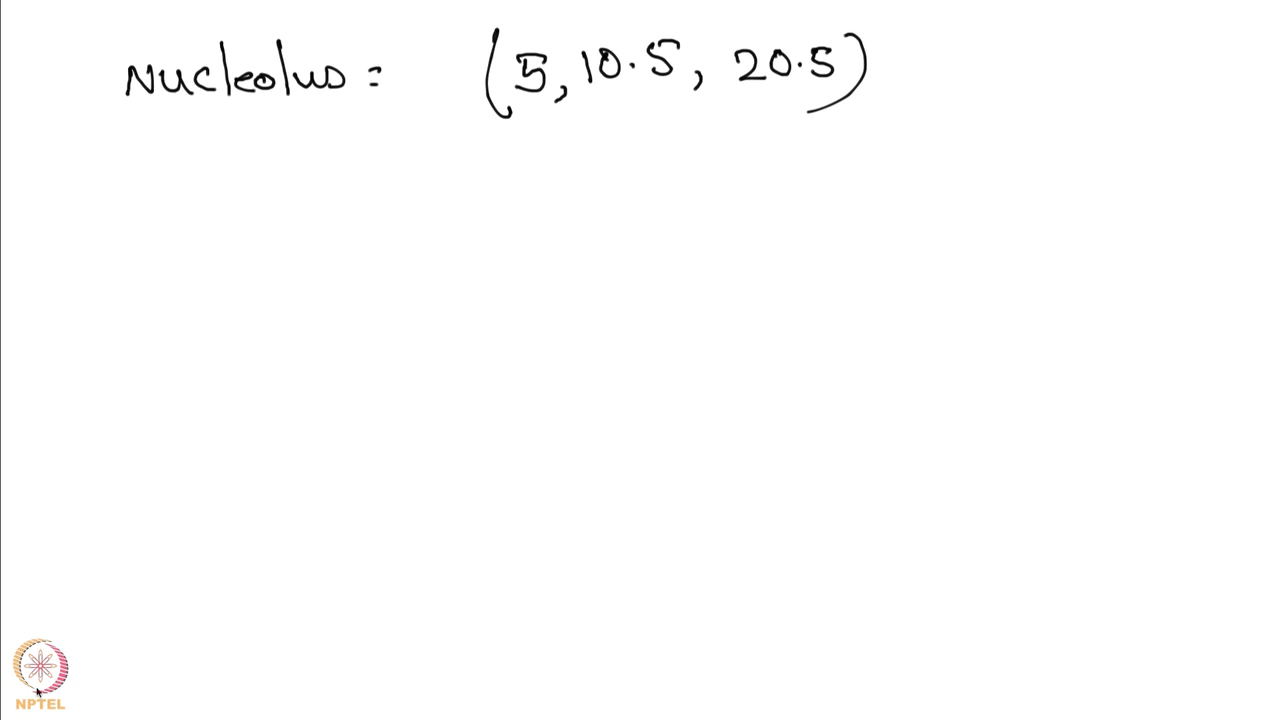 Nucleolus = (5, 10.5, 20.5)
NPTEL